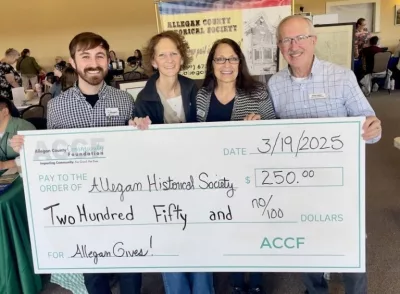 ALLEGAN COUNTY
HISTORICAL SOCIETY
Allegan County's Community
Foundation
DATE 3/19/2025
PAY TO THE
ORDER OF Allegan Historical Society $ 250.00
Two Hundred Fifty and no/100 DOLLARS
FOR Allegan Gives! ACCF